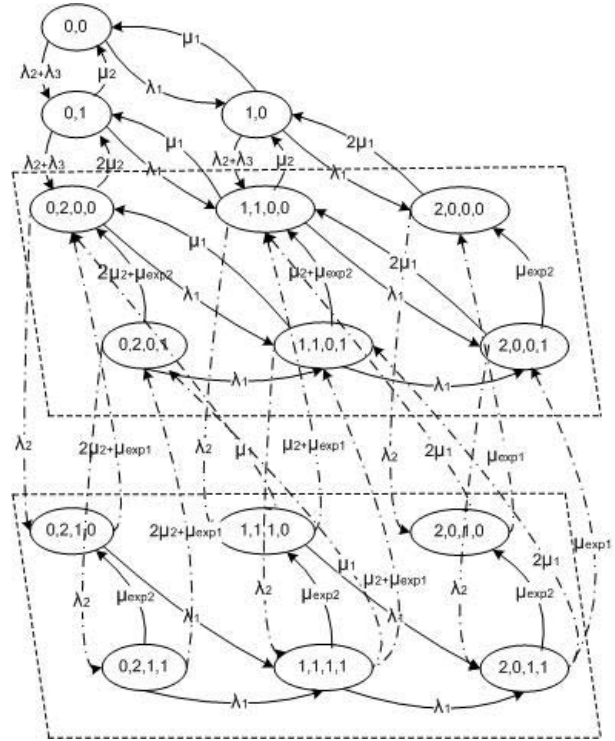 0,0
μ1
λ2+λ3 μ2 λ1
0,1 1,0
μ1 2μ1
λ2+λ3 2μ2 λ1 λ2+λ3 μ2 λ1
0,2,0,0 1,1,0,0 2,0,0,0
μ1
2μ2+μexp2 μ2+μexp2 2μ1 μexp2
λ1 λ1
0,2,0,1 1,1,0,1 2,0,0,1
λ1 λ1
λ2 2μ2+μexp1 μ1 μ2+μexp1 λ2 2μ1 μexp1
0,2,1,0 1,1,1,0 2,0,1,0
2μ2+μexp1 μexp1
μ1 2μ1
λ2 μexp2 λ1 λ2 μexp2 μ2+μexp1 λ2 μexp2
λ1
0,2,1,1 1,1,1,1 2,0,1,1
λ1 λ1